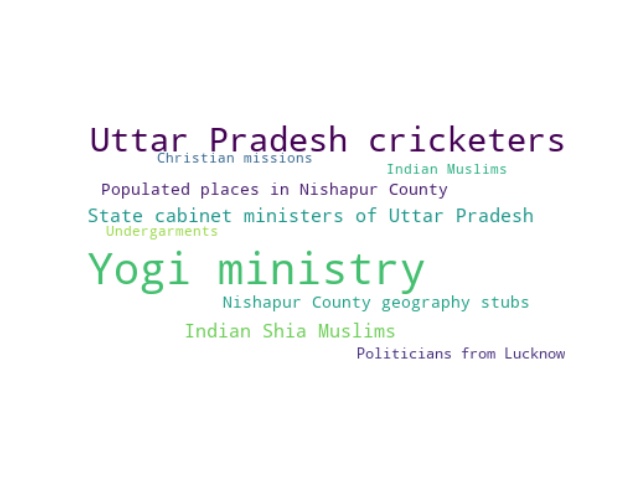 Uttar Pradesh cricketers
Christian missions
Indian Muslims
Populated places in Nishapur County
State cabinet ministers of Uttar Pradesh
Undergarments
Yogi ministry
Nishapur County geography stubs
Indian Shia Muslims
Politicians from Lucknow